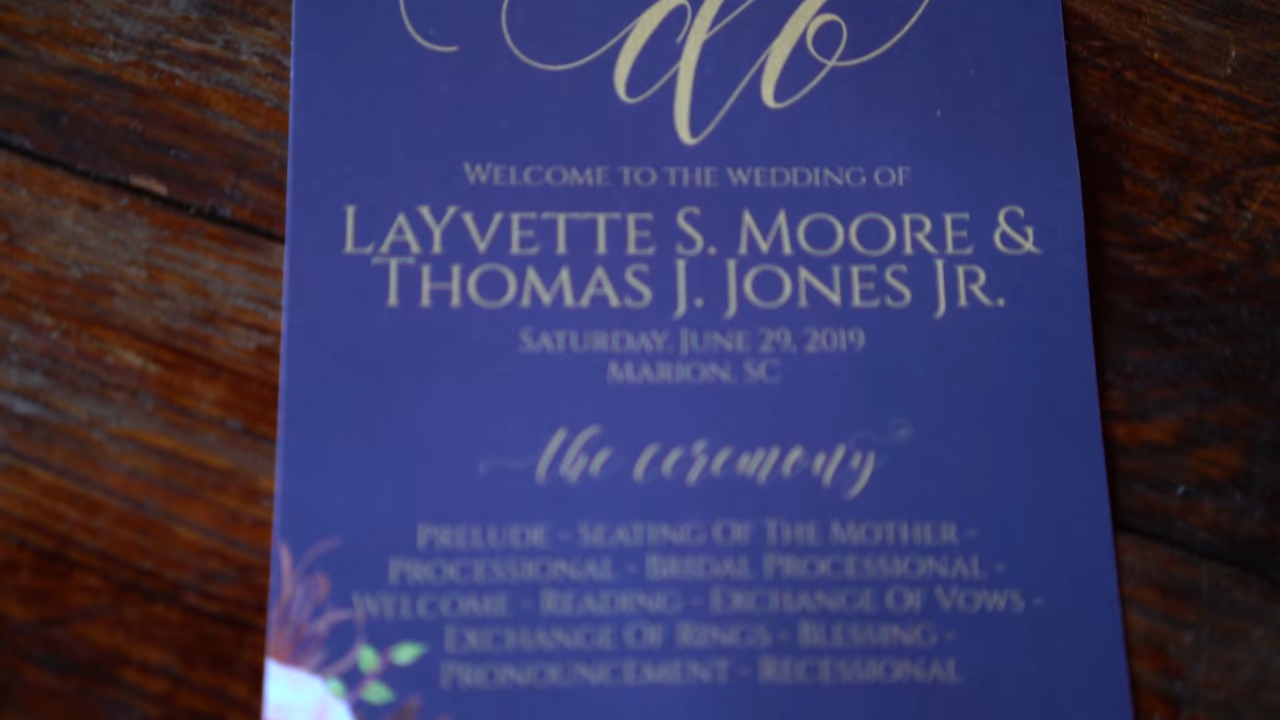 do
WELCOME TO THE WEDDING OF
LAYVETTE S. MOORE &
THOMAS J. JONES JR.
SATURDAY, JUNE 29, 2019
MARION, SC
the ceremony
PRELUDE - SEATING OF THE MOTHER -
PROCESSIONAL - BRIDAL PROCESSIONAL -
WELCOME - READING - EXCHANGE OF VOWS -
EXCHANGE OF RINGS - BLESSING -
PRONOUNCEMENT - RECESSIONAL